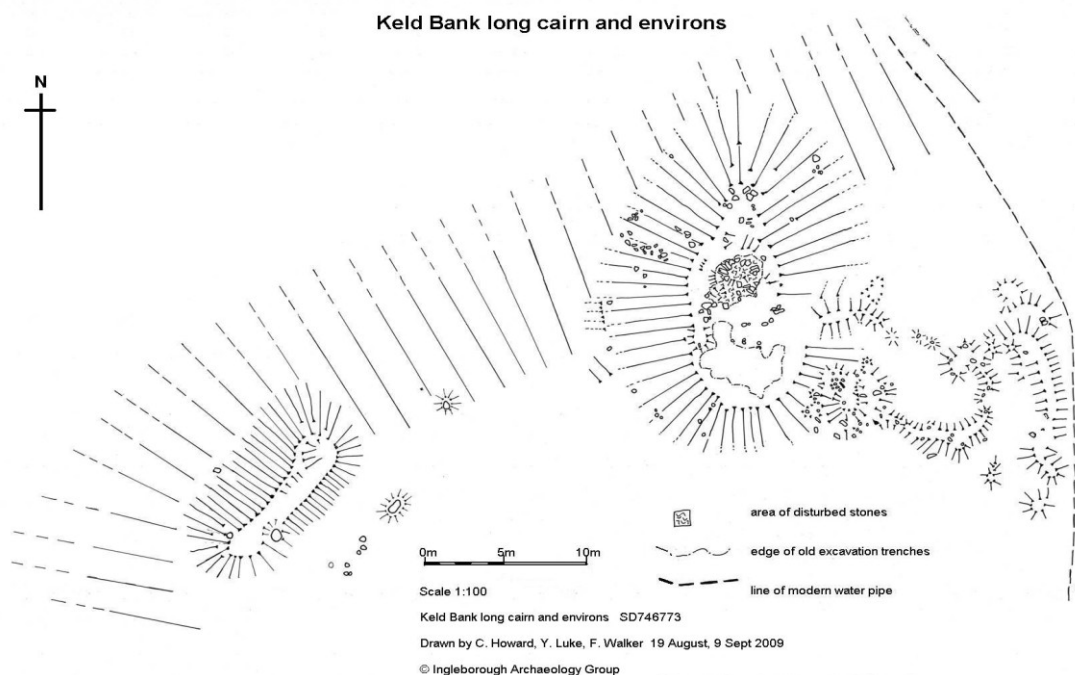 Keld Bank long cairn and environs
N
area of disturbed stones
edge of old excavation trenches
line of modern water pipe
0m 5m 10m
Scale 1:100
Keld Bank long cairn and environs SD746773
Drawn by C. Howard, Y. Luke, F. Walker 19 August, 9 Sept 2009
© Ingleborough Archaeology Group